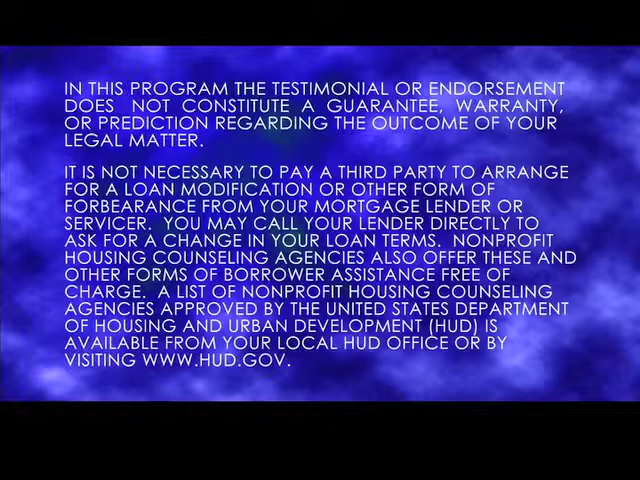 IN THIS PROGRAM THE TESTIMONIAL OR ENDORSEMENT
DOES NOT CONSTITUTE A GUARANTEE, WARRANTY,
OR PREDICTION REGARDING THE OUTCOME OF YOUR
LEGAL MATTER.
IT IS NOT NECESSARY TO PAY A THIRD PARTY TO ARRANGE
FOR A LOAN MODIFICATION OR OTHER FORM OF
FORBEARANCE FROM YOUR MORTGAGE LENDER OR
SERVICER. YOU MAY CALL YOUR LENDER DIRECTLY TO
ASK FOR A CHANGE IN YOUR LOAN TERMS. NONPROFIT
HOUSING COUNSELING AGENCIES ALSO OFFER THESE AND
OTHER FORMS OF BORROWER ASSISTANCE FREE OF
CHARGE. A LIST OF NONPROFIT HOUSING COUNSELING
AGENCIES APPROVED BY THE UNITED STATES DEPARTMENT
OF HOUSING AND URBAN DEVELOPMENT (HUD) IS
AVAILABLE FROM YOUR LOCAL HUD OFFICE OR BY
VISITING WWW.HUD.GOV.